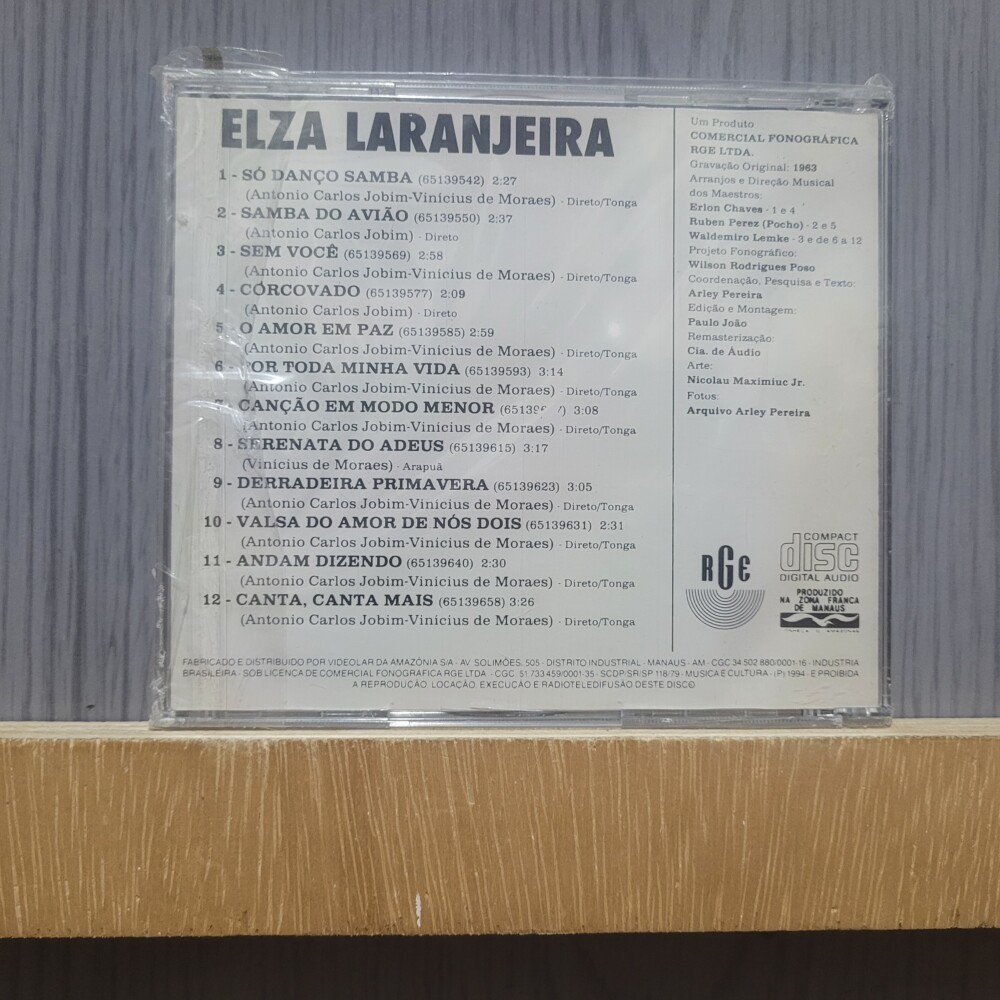 ELZA LARANJEIRA
1 - SÓ DANÇO SAMBA (65139542) 2:27
(Antonio Carlos Jobim-Vinícius de Moraes) · Direto/Tonga
2 - SAMBA DO AVIÃO (65139550) 2:37
(Antonio Carlos Jobim) · Direto
3 - SEM VOCÊ (65139569) 2:58
(Antonio Carlos Jobim-Vinícius de Moraes) · Direto/Tonga
4 - CORCOVADO (65139577) 2:09
(Antonio Carlos Jobim) · Direto
5 - O AMOR EM PAZ (65139585) 2:59
(Antonio Carlos Jobim-Vinícius de Moraes) · Direto/Tonga
6 - POR TODA MINHA VIDA (65139593) 3:14
(Antonio Carlos Jobim-Vinícius de Moraes) · Direto/Tonga
7 - CANÇÃO EM MODO MENOR 3:08
(Antonio Carlos Jobim-Vinícius de Moraes) · Direto/Tonga
8 - SERENATA DO ADEUS (65139615) 3:17
(Vinícius de Moraes) · Arapuã
9 - DERRADEIRA PRIMAVERA (65139623) 3:05
(Antonio Carlos Jobim-Vinícius de Moraes) · Direto/Tonga
10 - VALSA DO AMOR DE NÓS DOIS (65139631) 2:31
(Antonio Carlos Jobim-Vinícius de Moraes) · Direto/Tonga
11 - ANDAM DIZENDO (65139640) 2:30
(Antonio Carlos Jobim-Vinícius de Moraes) · Direto/Tonga
12 - CANTA, CANTA MAIS (65139658) 3:26
(Antonio Carlos Jobim-Vinícius de Moraes) · Direto/Tonga
Um Produto
COMERCIAL FONOGRÁFICA
RGE LTDA.
Gravação Original: 1963
Arranjos e Direção Musical
dos Maestros:
Erlon Chaves · 1 e 4
Ruben Perez (Pocho) · 2 e 5
Waldemiro Lemke · 3 e de 6 a 12
Projeto Fonográfico:
Wilson Rodrigues Poso
Coordenação, Pesquisa e Texto:
Arley Pereira
Edição e Montagem:
Paulo João
Remasterização:
Cia. de Áudio
Arte:
Nicolau Maximiuc Jr.
Fotos:
Arquivo Arley Pereira
RGE
COMPACT
disc
DIGITAL AUDIO
PRODUZIDO
NA ZONA FRANCA
DE MANAUS
FABRICADO E DISTRIBUIDO POR VIDEOLAR DA AMAZÔNIA S/A · AV. SOLIMÕES, 505 · DISTRITO INDUSTRIAL · MANAUS · AM · CGC 34.502.880/0001-16 · INDUSTRIA
BRASILEIRA · SOB LICENÇA DE COMERCIAL FONOGRAFICA RGE LTDA · CGC 51.733.459/0001-35 · SCDP/SR/SP 118/79 · MUSICA E CULTURA · (P) 1994 · E PROIBIDA
A REPRODUÇÃO, LOCAÇÃO, EXECUÇÃO E RADIOTELEDIFUSÃO DESTE DISCO